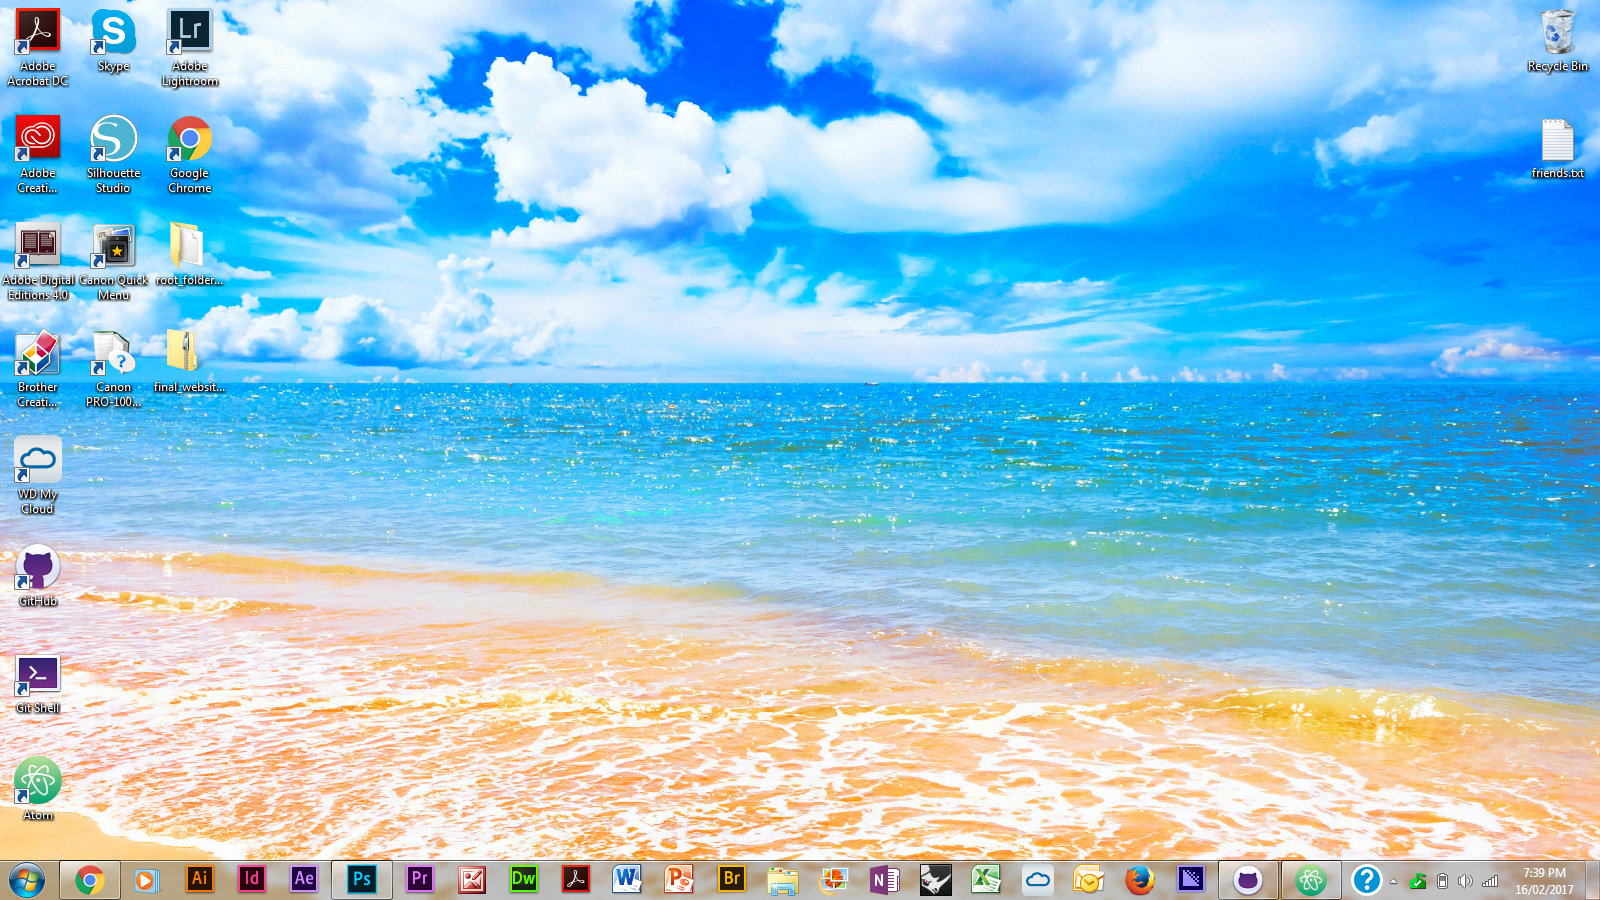 Adobe
Acrobat DC
Skype
Lr
Adobe
Lightroom
Recycle Bin
Adobe
Creati...
S
Silhouette
Studio
Google
Chrome
friends.txt
Adobe Digital
Editions 4.0
Canon Quick
Menu
root_folder...
Brother
Creati...
Canon
PRO-100...
final_websit...
WD My
Cloud
GitHub
Git Shell
Atom
Ai
Id
Ae
Ps
Pr
Dw
W
P
Br
N
X
7:39 PM
16/02/2017